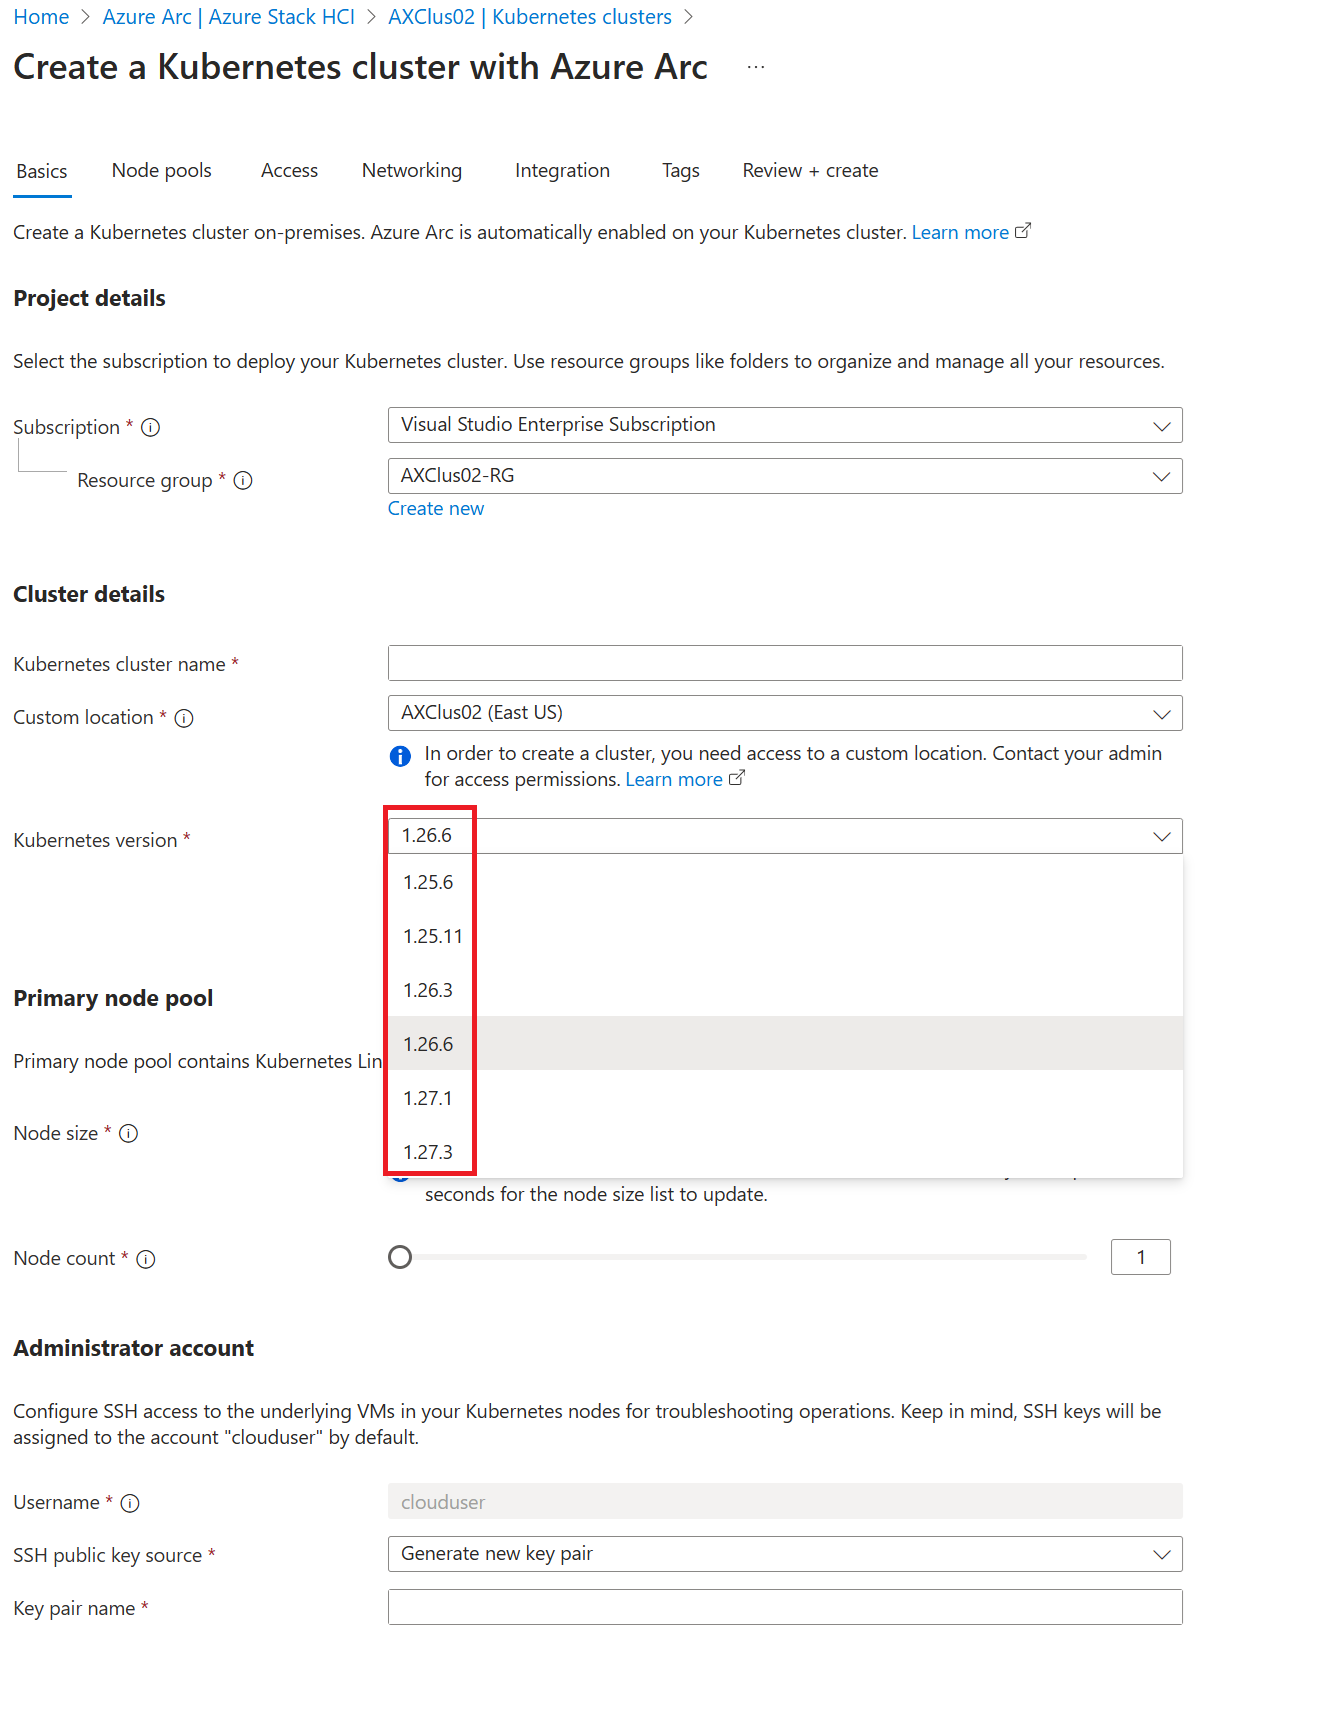 Home > Azure Arc | Azure Stack HCI > AXClus02 | Kubernetes clusters >
Create a Kubernetes cluster with Azure Arc ...
Basics Node pools Access Networking Integration Tags Review + create
Create a Kubernetes cluster on-premises. Azure Arc is automatically enabled on your Kubernetes cluster. Learn more
Project details
Select the subscription to deploy your Kubernetes cluster. Use resource groups like folders to organize and manage all your resources.
Subscription * Visual Studio Enterprise Subscription
Resource group * AXClus02-RG
Create new
Cluster details
Kubernetes cluster name *
Custom location * AXClus02 (East US)
In order to create a cluster, you need access to a custom location. Contact your admin
for access permissions. Learn more
Kubernetes version * 1.26.6
1.25.6
1.25.11
1.26.3
Primary node pool
1.26.6
Primary node pool contains Kubernetes Lin
1.27.1
Node size *
1.27.3
seconds for the node size list to update.
Node count * 1
Administrator account
Configure SSH access to the underlying VMs in your Kubernetes nodes for troubleshooting operations. Keep in mind, SSH keys will be
assigned to the account "clouduser" by default.
Username * clouduser
SSH public key source * Generate new key pair
Key pair name *